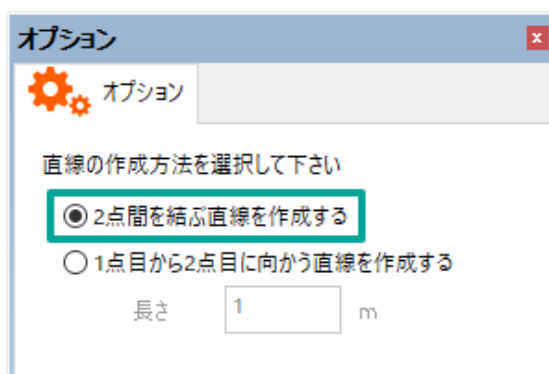 オプション
オプション
直線の作成方法を選択して下さい
2点間を結ぶ直線を作成する
1点目から2点目に向かう直線を作成する
長さ 1 m